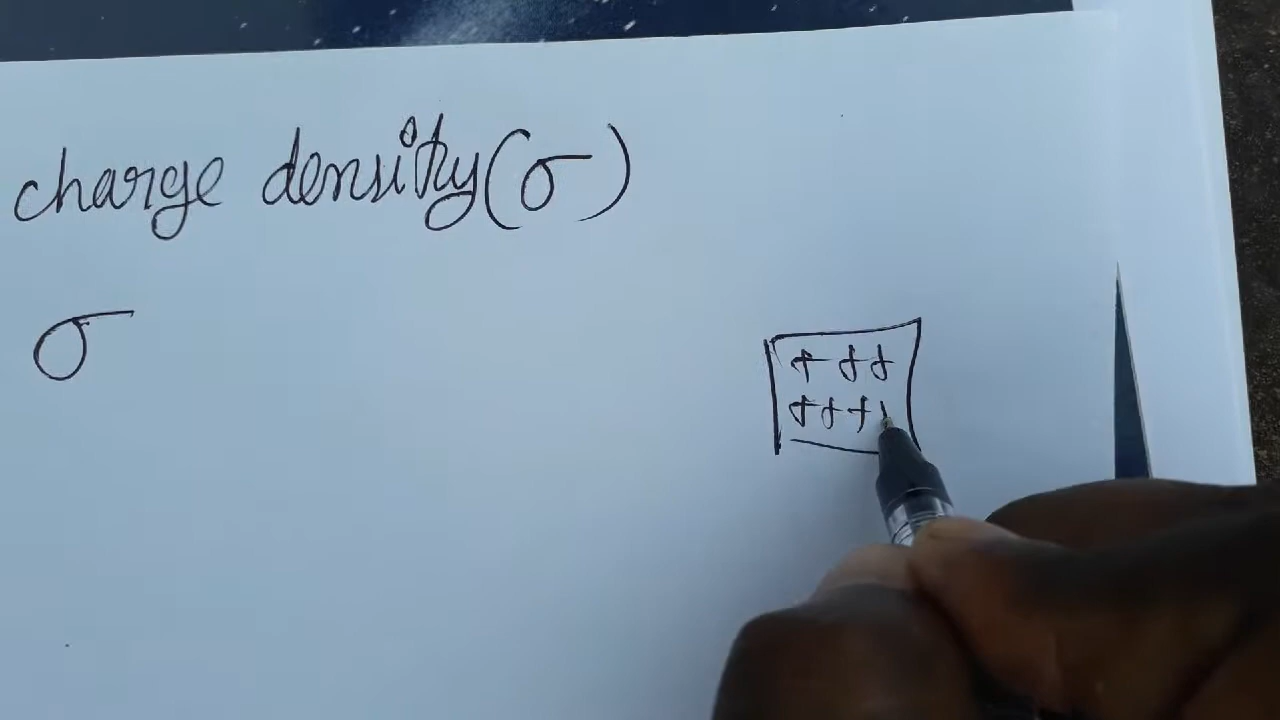 charge density (σ)
σ
+ + +
+ + +